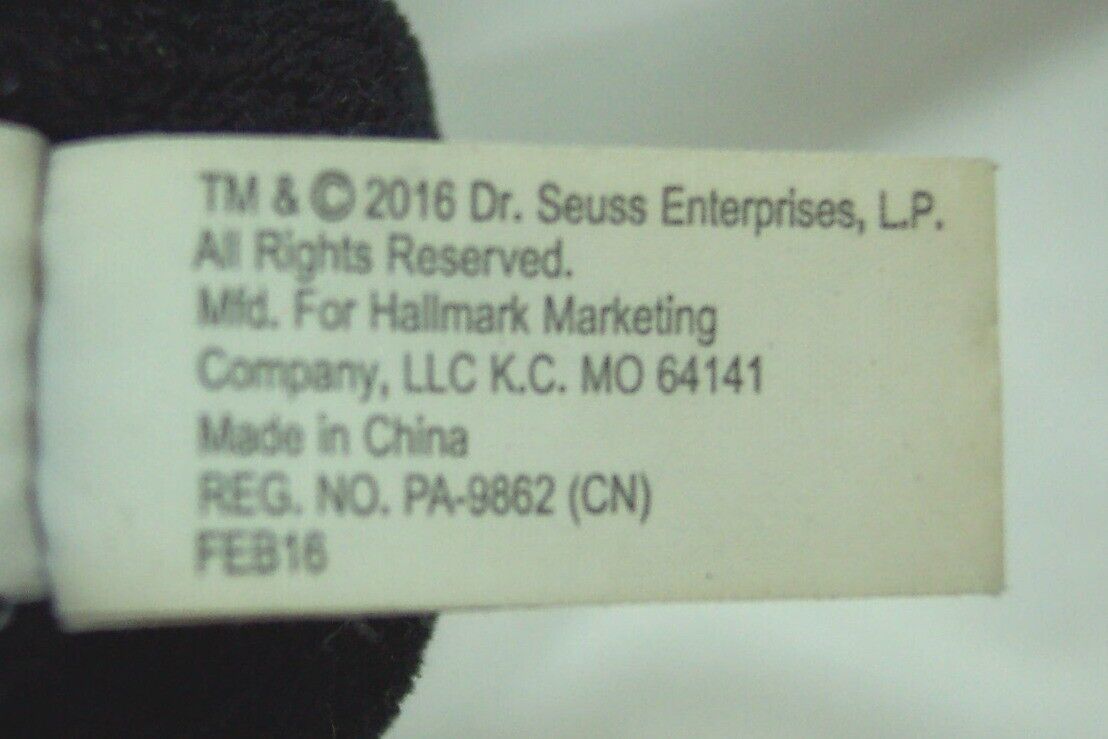 TM & © 2016 Dr. Seuss Enterprises, L.P.
All Rights Reserved.
Mfd. For Hallmark Marketing
Company, LLC K.C. MO 64141
Made in China
REG. NO. PA-9862 (CN)
FEB16